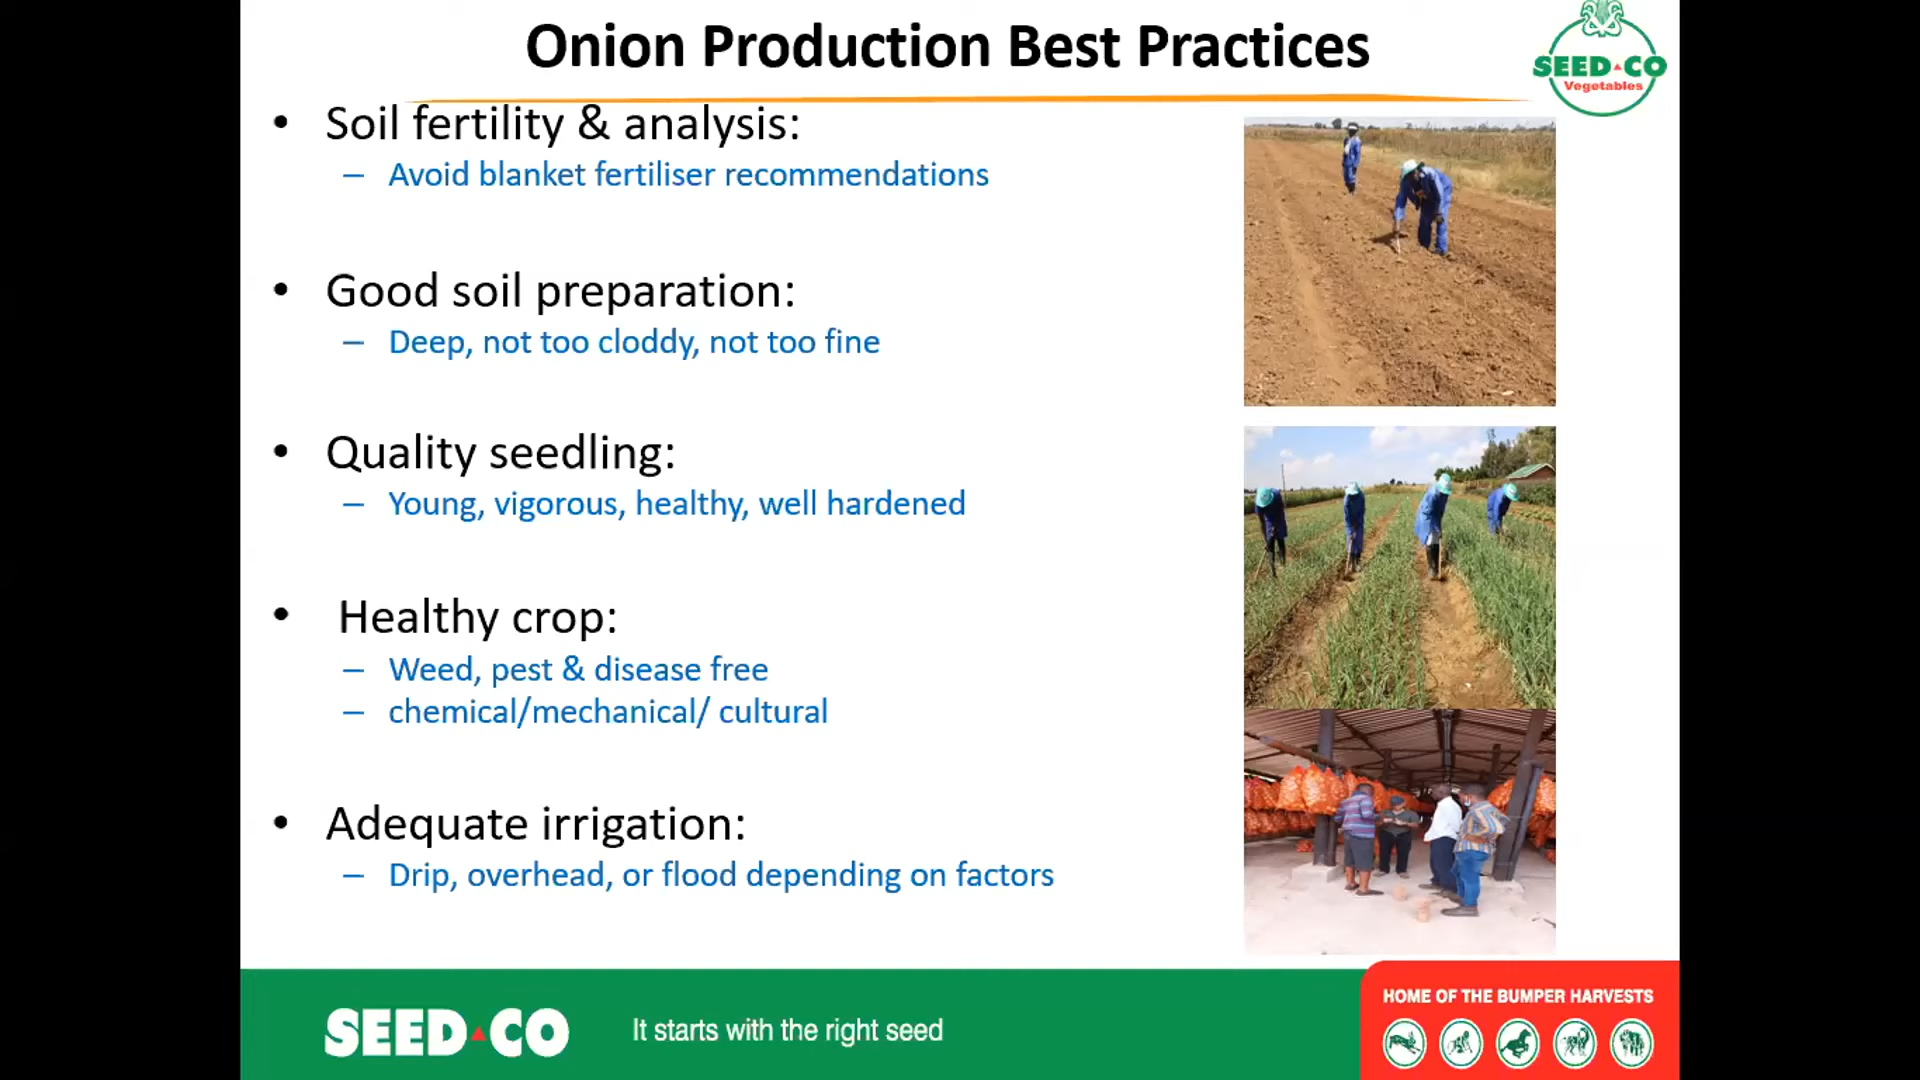 Onion Production Best Practices
SEED CO
Vegetables
• Soil fertility & analysis:
– Avoid blanket fertiliser recommendations
• Good soil preparation:
– Deep, not too cloddy, not too fine
• Quality seedling:
– Young, vigorous, healthy, well hardened
• Healthy crop:
– Weed, pest & disease free
– chemical/mechanical/ cultural
• Adequate irrigation:
– Drip, overhead, or flood depending on factors
SEED CO
It starts with the right seed
HOME OF THE BUMPER HARVESTS